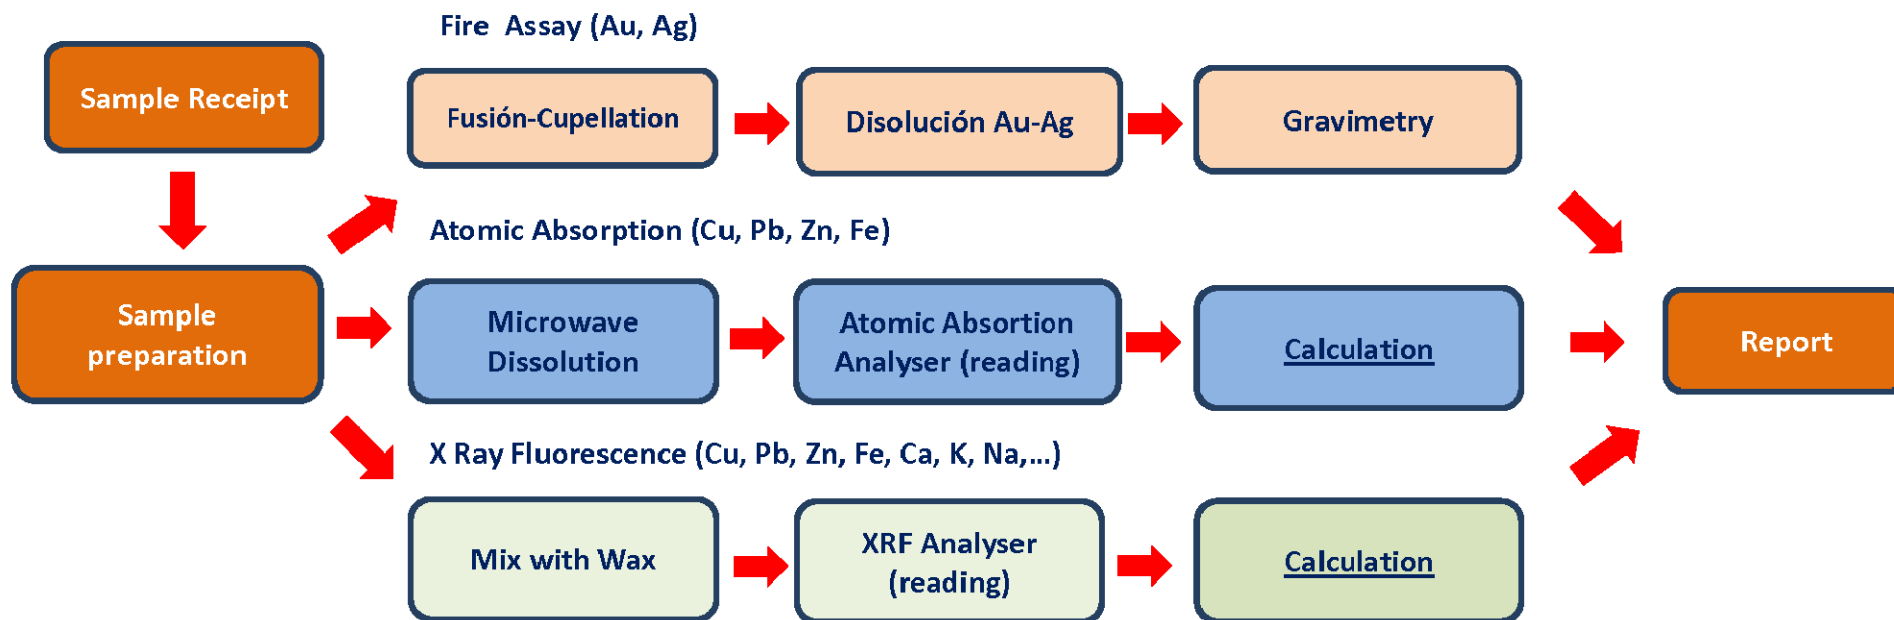 Fire Assay (Au, Ag)
Sample Receipt
Fusión-Cupellation
Disolución Au-Ag
Gravimetry
Atomic Absorption (Cu, Pb, Zn, Fe)
Sample
preparation
Microwave
Dissolution
Atomic Absortion
Analyser (reading)
Calculation
Report
X Ray Fluorescence (Cu, Pb, Zn, Fe, Ca, K, Na,...)
Mix with Wax
XRF Analyser
(reading)
Calculation